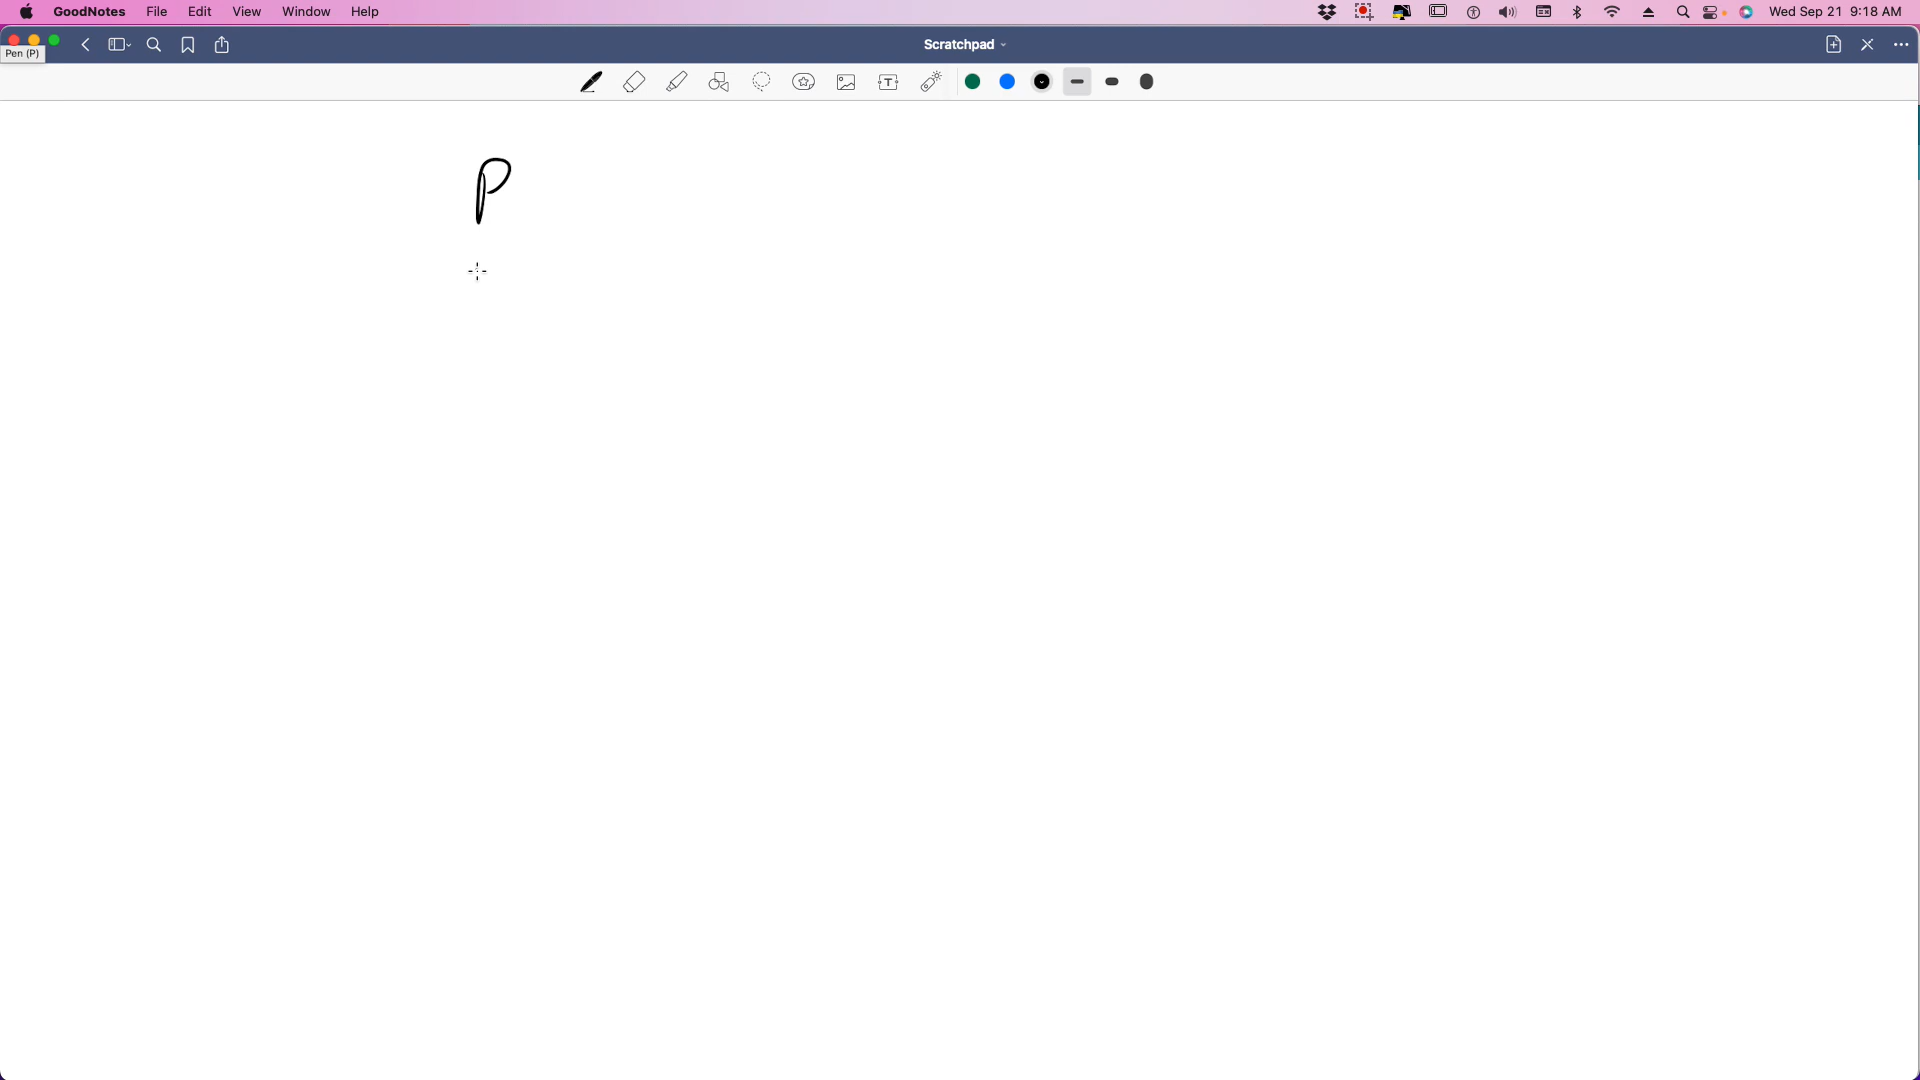 GoodNotes File Edit View Window Help Wed Sep 21 9:18 AM
Scratchpad
Pen (P)
P